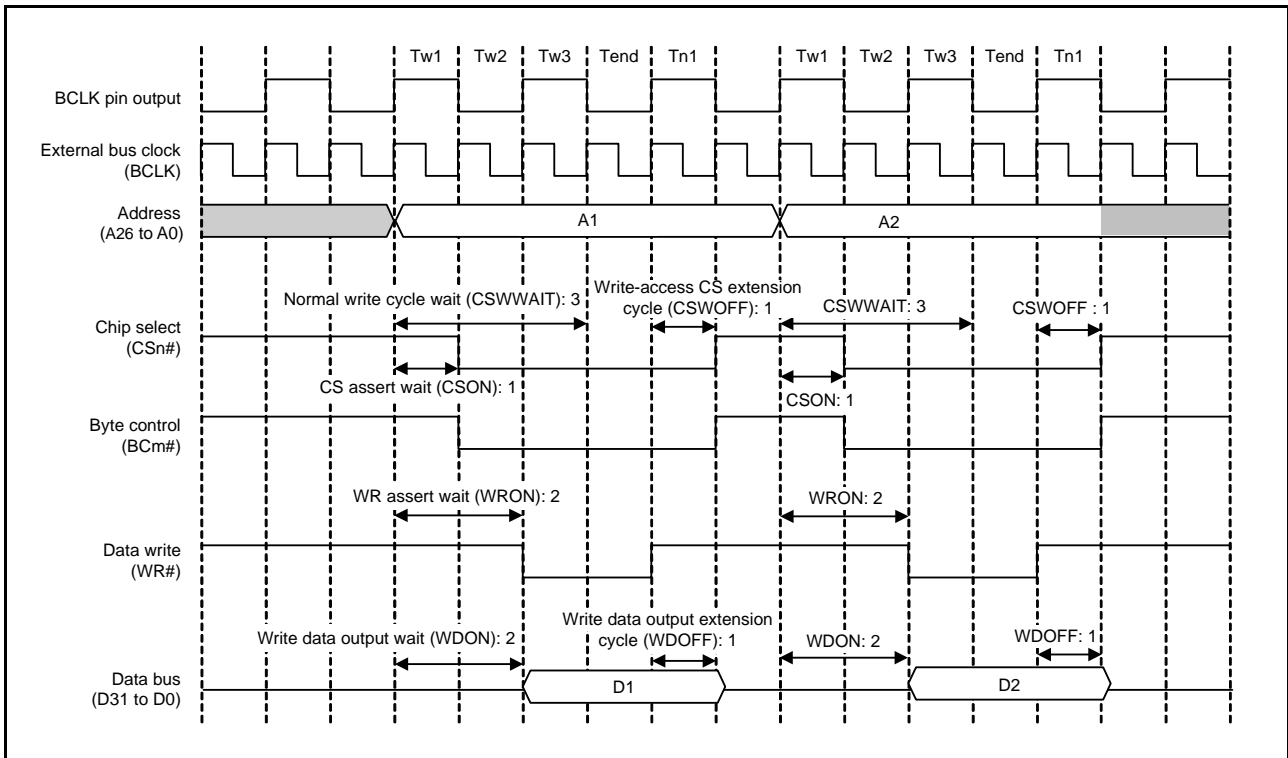 Tw1 Tw2 Tw3 Tend Tn1 Tw1 Tw2 Tw3 Tend Tn1
BCLK pin output
External bus clock
(BCLK)
Address
(A26 to A0)
A1 A2
Normal write cycle wait (CSWWAIT): 3
Write-access CS extension
cycle (CSWOFF): 1
CSWWAIT: 3
CSWOFF : 1
Chip select
(CSn#)
CS assert wait (CSON): 1
CSON: 1
Byte control
(BCm#)
WR assert wait (WRON): 2
WRON: 2
Data write
(WR#)
Write data output wait (WDON): 2
Write data output extension
cycle (WDOFF): 1
WDON: 2
WDOFF: 1
Data bus
(D31 to D0)
D1 D2